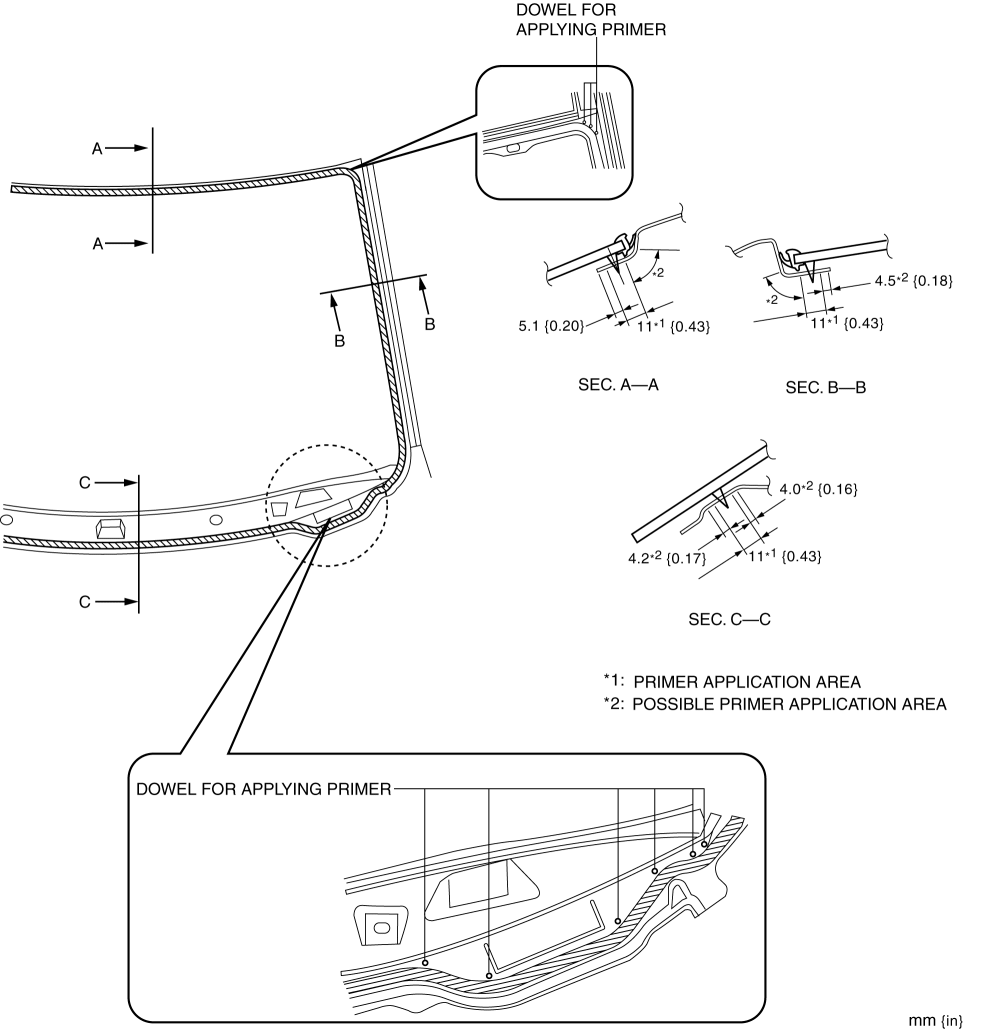 DOWEL FOR
APPLYING PRIMER
A
A
B
B
*2
5.1 {0.20}
11*1 {0.43}
SEC. A—A
*2
4.5*2 {0.18}
11*1 {0.43}
SEC. B—B
C
C
4.0*2 {0.16}
4.2*2 {0.17}
11*1 {0.43}
SEC. C—C
*1: PRIMER APPLICATION AREA
*2: POSSIBLE PRIMER APPLICATION AREA
DOWEL FOR APPLYING PRIMER
mm {in}